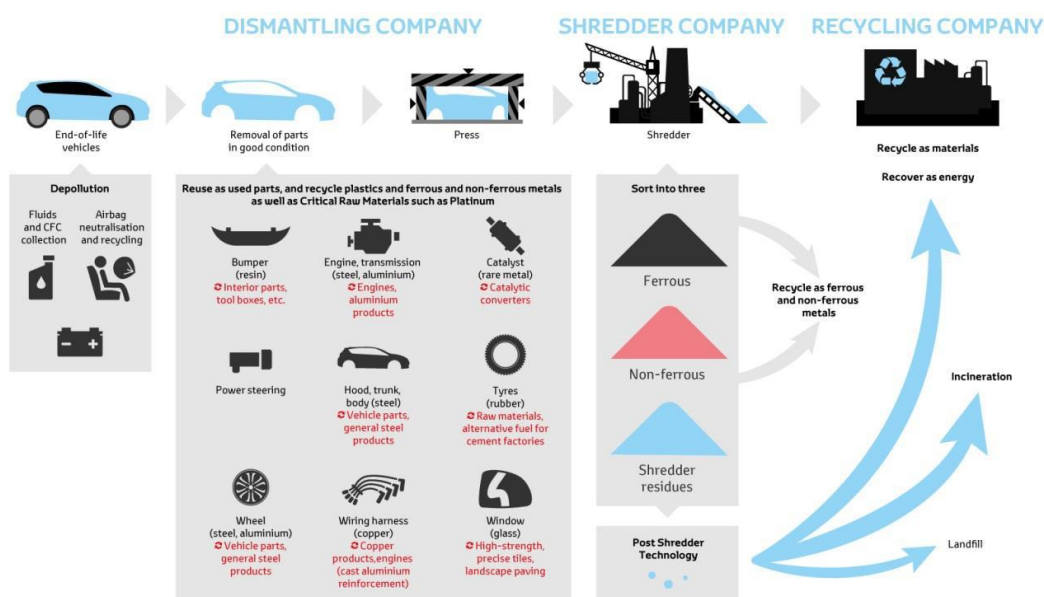 DISMANTLING COMPANY
SHREDDER COMPANY
RECYCLING COMPANY
End-of-life
vehicles
Removal of parts
in good condition
Press
Shredder
Recycle as materials
Recover as energy
Depollution
Fluids
and CFC
collection
Airbag
neutralisation
and recycling
Reuse as used parts, and recycle plastics and ferrous and non-ferrous metals
as well as Critical Raw Materials such as Platinum
Bumper
(resin)
Interior parts,
tool boxes, etc.
Engine, transmission
(steel, aluminium)
Engines,
aluminium
products
Catalyst
(rare metal)
Catalytic
converters
Power steering
Hood, trunk,
body (steel)
Vehicle parts,
general steel
products
Tyres
(rubber)
Raw materials,
alternative fuel for
cement factories
Wheel
(steel, aluminium)
Vehicle parts,
general steel
products
Wiring harness
(copper)
Copper
products,engines
(cast aluminium
reinforcement)
Window
(glass)
High-strength,
precise tiles,
landscape paving
Sort into three
Ferrous
Non-ferrous
Shredder
residues
Recycle as ferrous
and non-ferrous
metals
Post Shredder
Technology
Incineration
Landfill